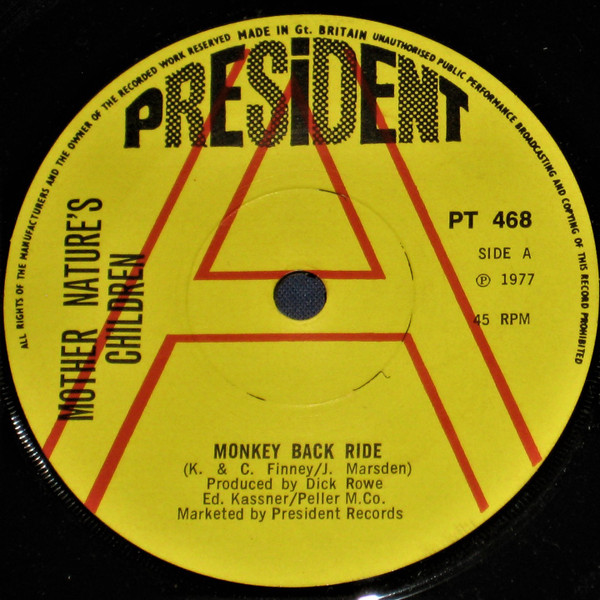 ALL RIGHTS OF THE MANUFACTURERS AND THE OWNER OF THE RECORDED WORK RESERVED MADE IN Gt. BRITAIN UNAUTHORISED PUBLIC PERFORMANCE BROADCASTING AND COPYING OF THIS RECORD PROHIBITED
PRESiDENT
MOTHER NATURE'S
CHILDREN
A
PT 468
SIDE A
℗ 1977
45 RPM
MONKEY BACK RIDE
(K. & C. Finney/J. Marsden)
Produced by Dick Rowe
Ed. Kassner/Peller M.Co.
Marketed by President Records